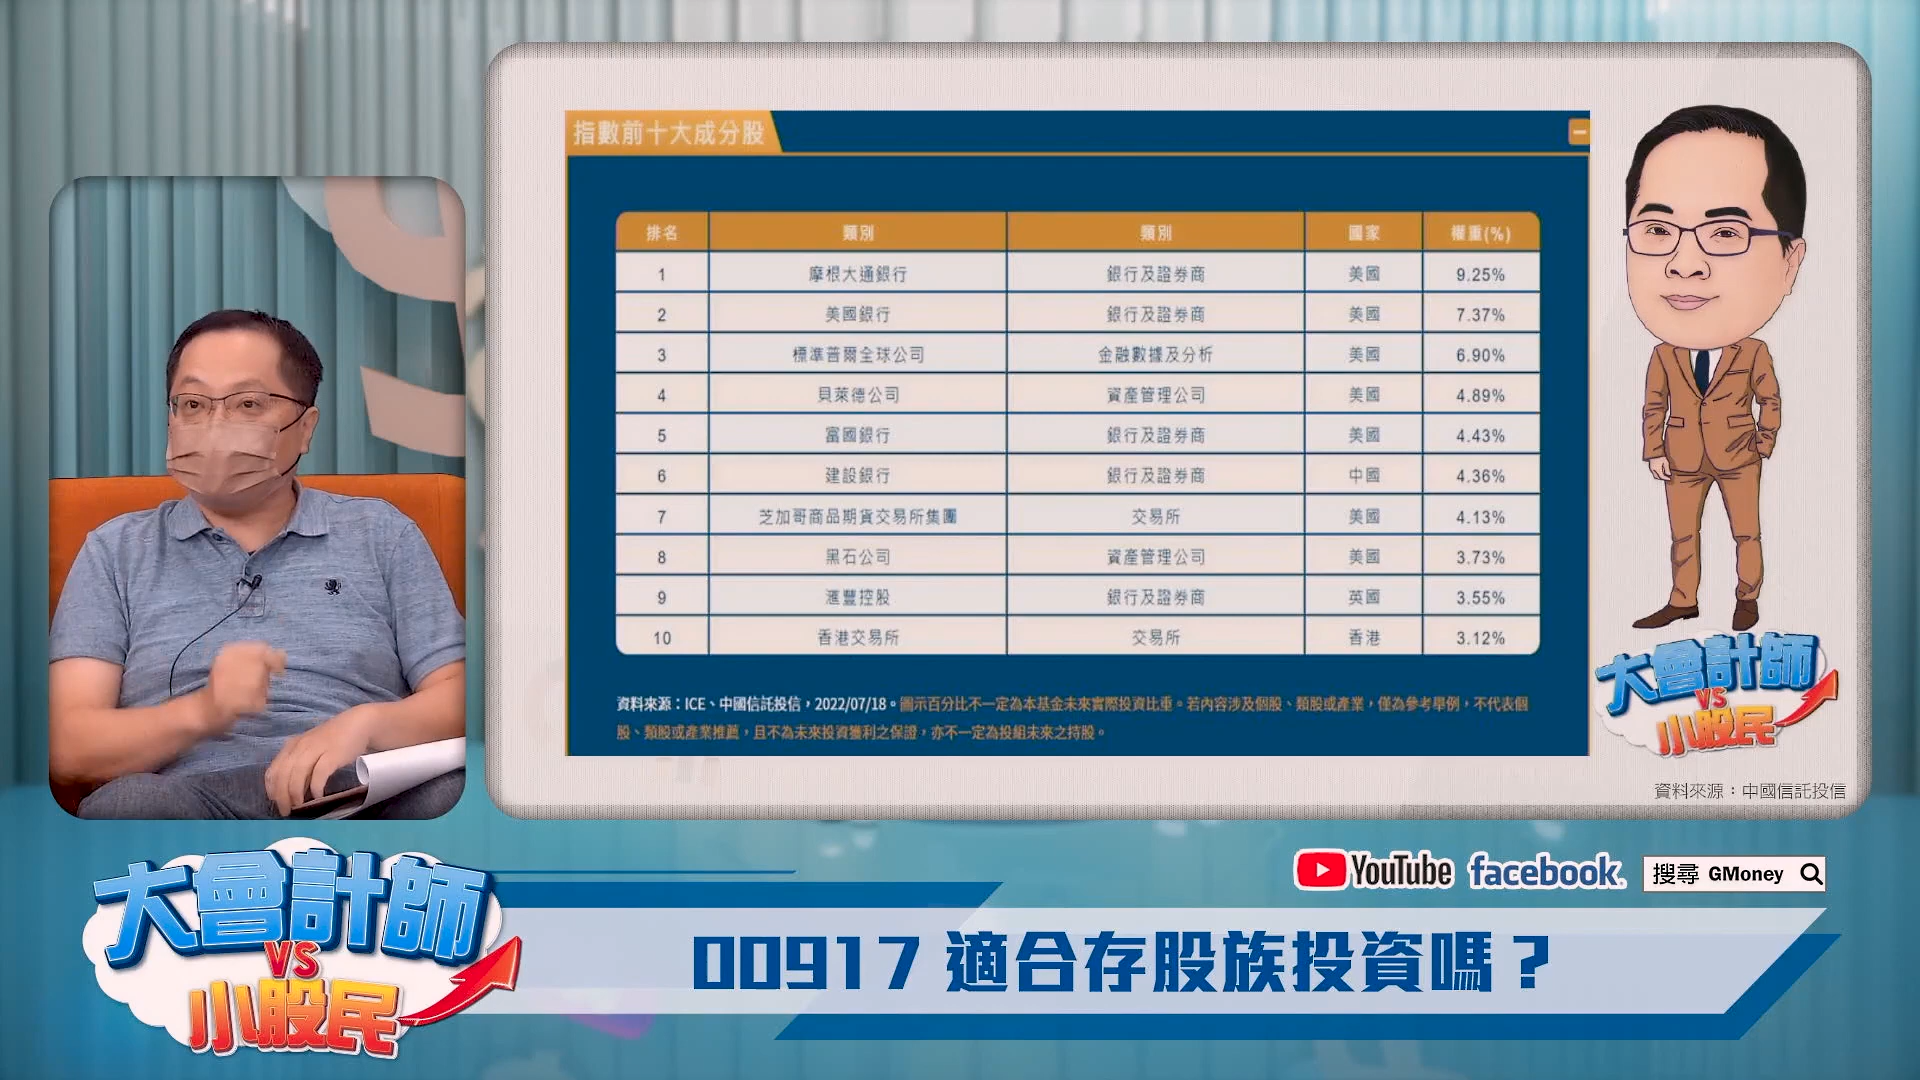 指數前十大成分股
排名 類別 類別 國家 權重(%)
1 摩根大通銀行 銀行及證券商 美國 9.25%
2 美國銀行 銀行及證券商 美國 7.37%
3 標準普爾全球公司 金融數據及分析 美國 6.90%
4 貝萊德公司 資產管理公司 美國 4.89%
5 富國銀行 銀行及證券商 美國 4.43%
6 建設銀行 銀行及證券商 中國 4.36%
7 芝加哥商品期貨交易所集團 交易所 美國 4.13%
8 黑石公司 資產管理公司 美國 3.73%
9 滙豐控股 銀行及證券商 英國 3.55%
10 香港交易所 交易所 香港 3.12%
資料來源：ICE、中國信託投信，2022/07/18。圖示百分比不一定為本基金未來實際投資比重。若內容涉及個股、類股或產業，僅為參考舉例，不代表個
股、類股或產業推薦，且不為未來投資獲利之保證，亦不一定為投組未來之持股。
大會計師
VS
小股民
資料來源：中國信託投信
YouTube facebook. 搜尋 GMoney
大會計師
VS
小股民
00917 適合存股族投資嗎？